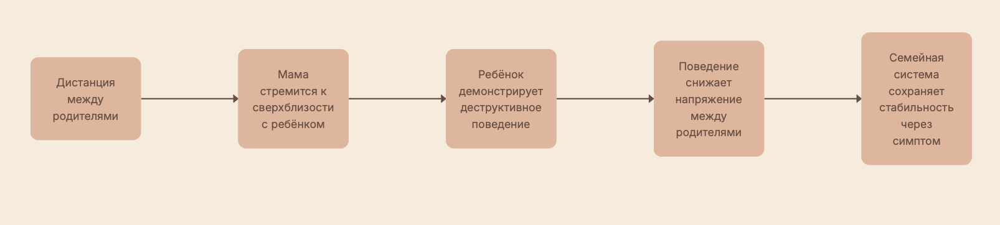 Дистанция
между
родителями
Мама
стремится к
сверхблизости
с ребёнком
Ребёнок
демонстрирует
деструктивное
поведение
Поведение
снижает
напряжение
между
родителями
Семейная
система
сохраняет
стабильность
через
симптом